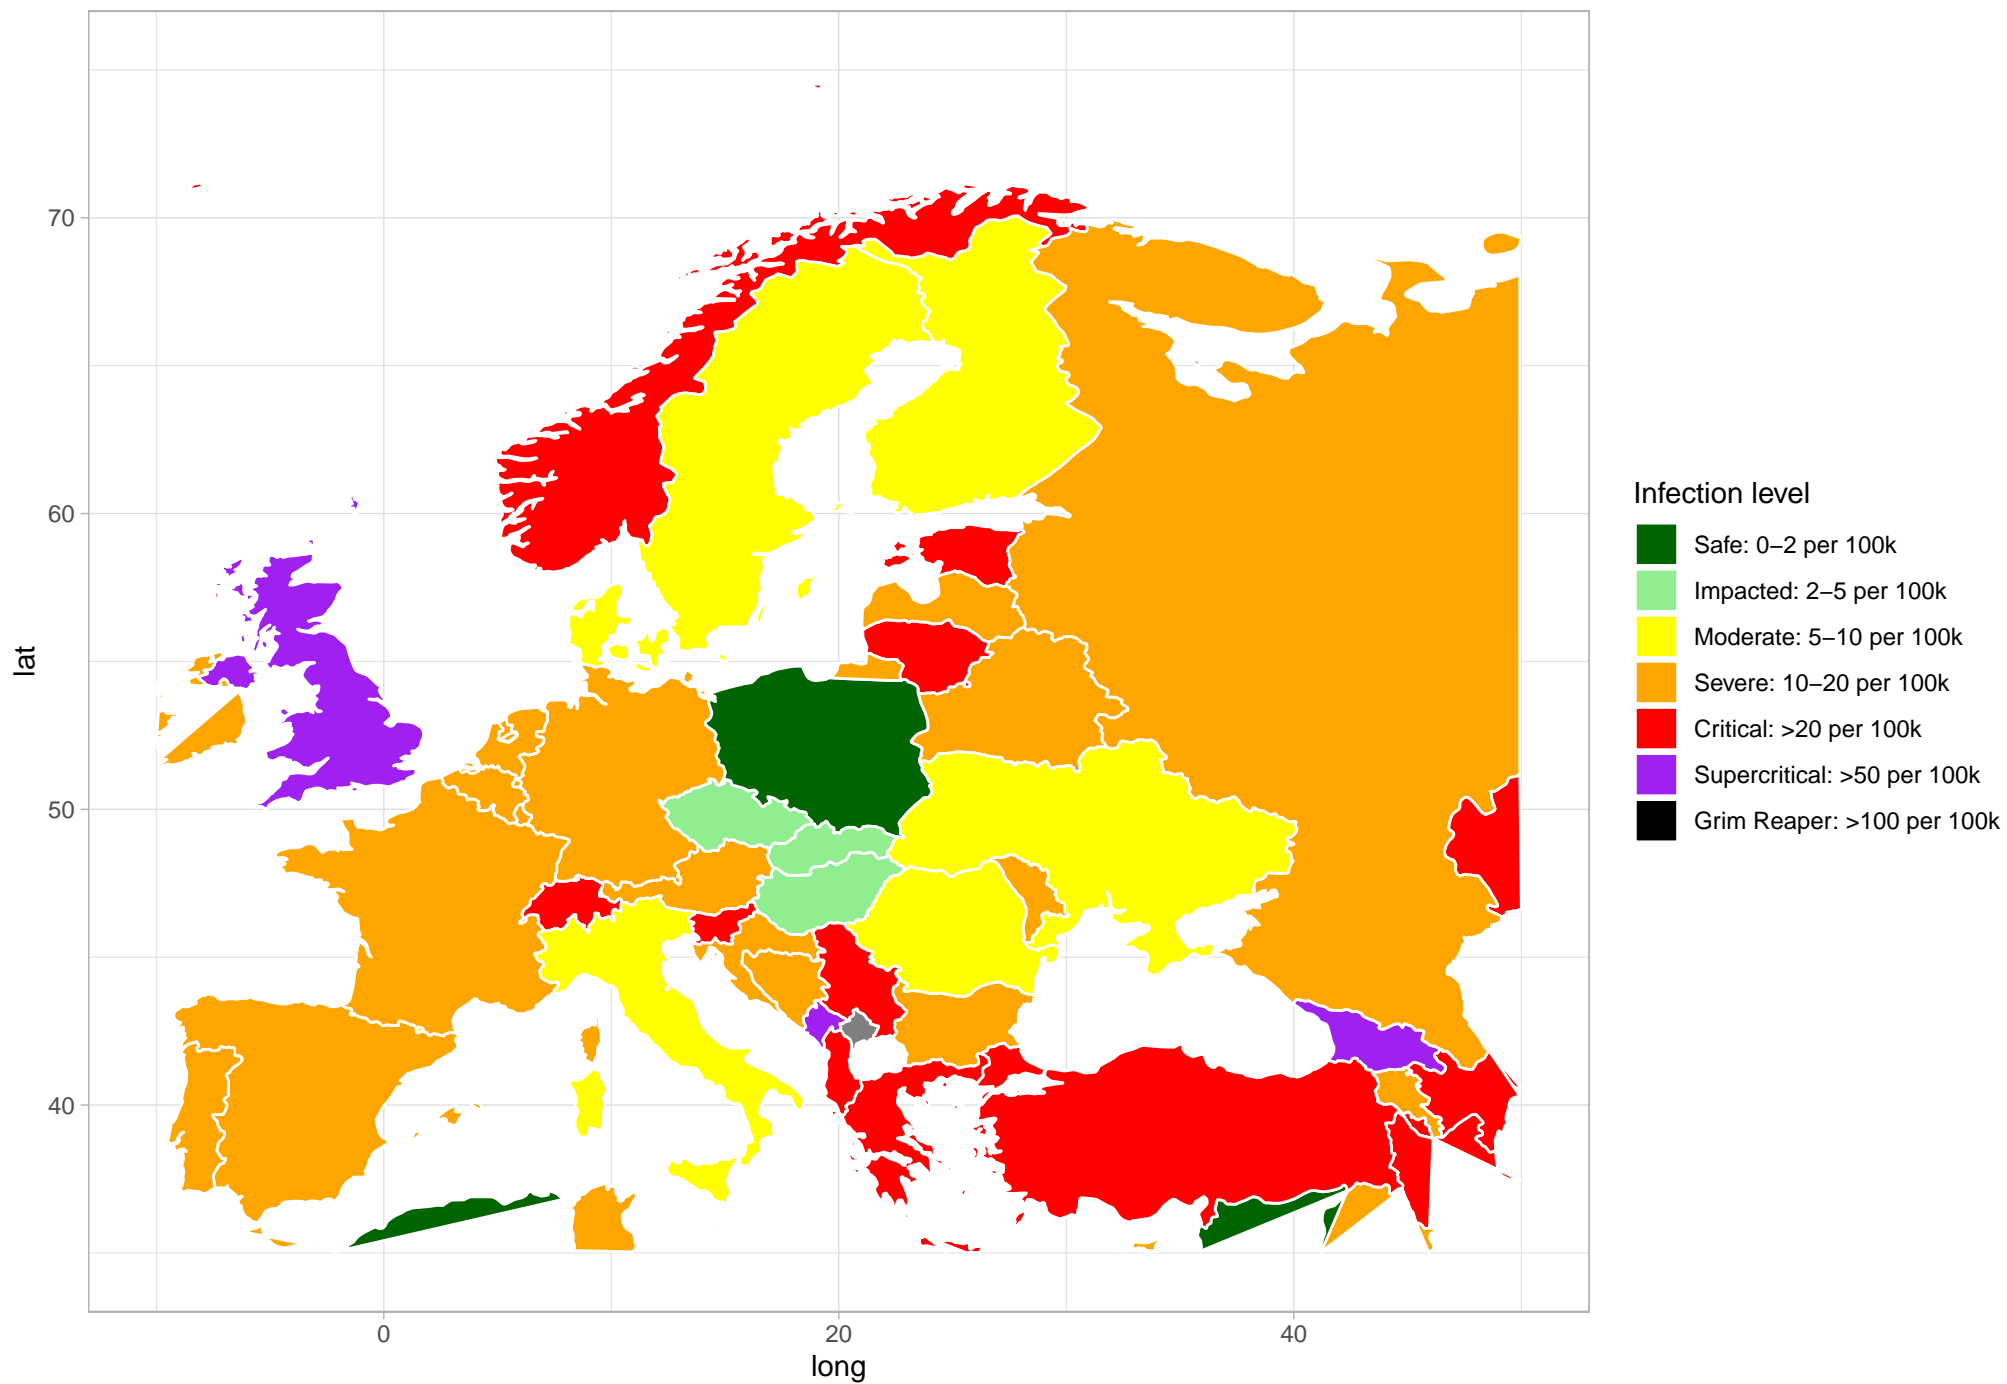 70
60
50
40
lat
0
20
40
long
Infection level
Safe: 0−2 per 100k
Impacted: 2−5 per 100k
Moderate: 5−10 per 100k
Severe: 10−20 per 100k
Critical: >20 per 100k
Supercritical: >50 per 100k
Grim Reaper: >100 per 100k